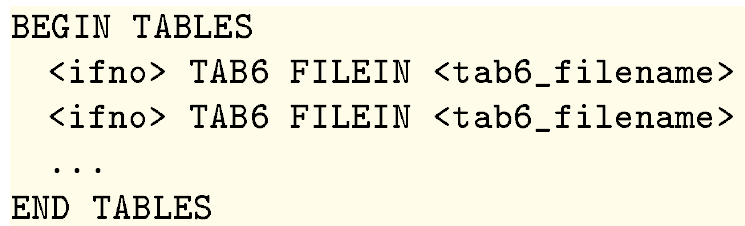 BEGIN TABLES
<ifno> TAB6 FILEIN <tab6_filename>
<ifno> TAB6 FILEIN <tab6_filename>
...
END TABLES